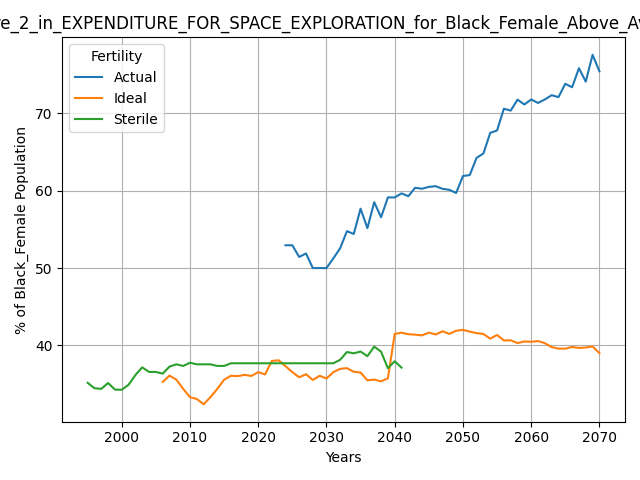 re_2_in_EXPENDITURE_FOR_SPACE_EXPLORATION_for_Black_Female_Above_Av
Fertility
Actual
Ideal
Sterile
% of Black_Female Population
70
60
50
40
2000
2010
2020
2030
2040
2050
2060
2070
Years